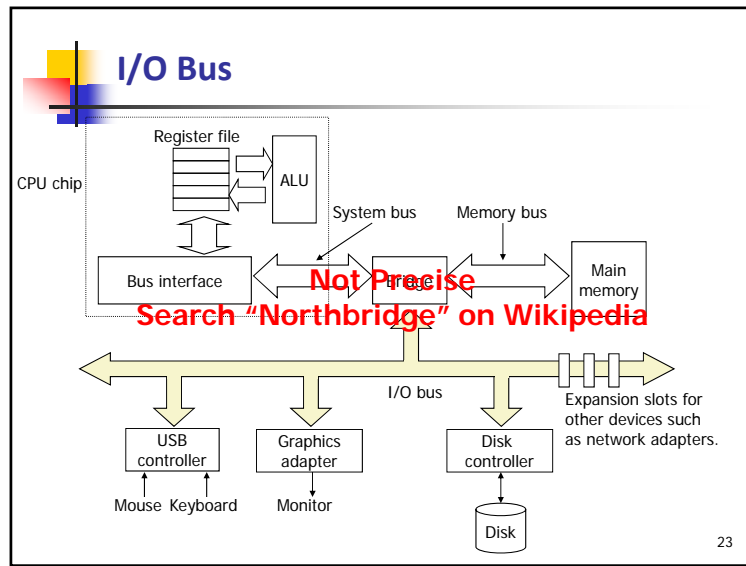 I/O Bus
Register file
ALU
CPU chip
System bus
Memory bus
Bus interface
Bridge
Main
memory
Not Precise
Search “Northbridge” on Wikipedia
I/O bus
Expansion slots for
other devices such
as network adapters.
USB
controller
Graphics
adapter
Disk
controller
Mouse Keyboard
Monitor
Disk
23